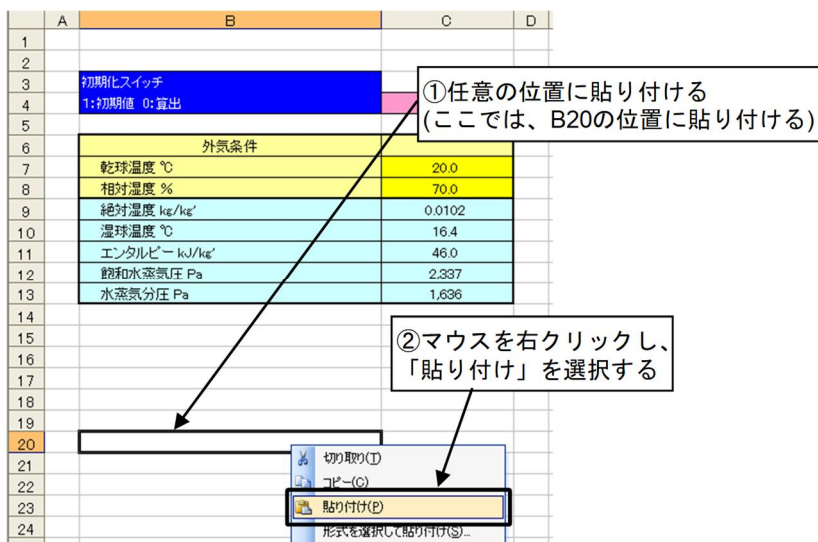 A B C D
1
2
3 初期化スイッチ
4 1:初期値 0:算出
①任意の位置に貼り付ける
(ここでは、B20の位置に貼り付ける)
5
6 外気条件
7 乾球温度 ℃ 20.0
8 相対湿度 % 70.0
9 絶対湿度 kg/kg' 0.0102
10 湿球温度 ℃ 16.4
11 エンタルピー kJ/kg' 46.0
12 飽和水蒸気圧 Pa 2,337
13 水蒸気分圧 Pa 1,636
14
15
②マウスを右クリックし、
「貼り付け」を選択する
16
17
18
19
20
21 切り取り(T)
22 コピー(C)
23 貼り付け(P)
24 形式を選択して貼り付け(S)...